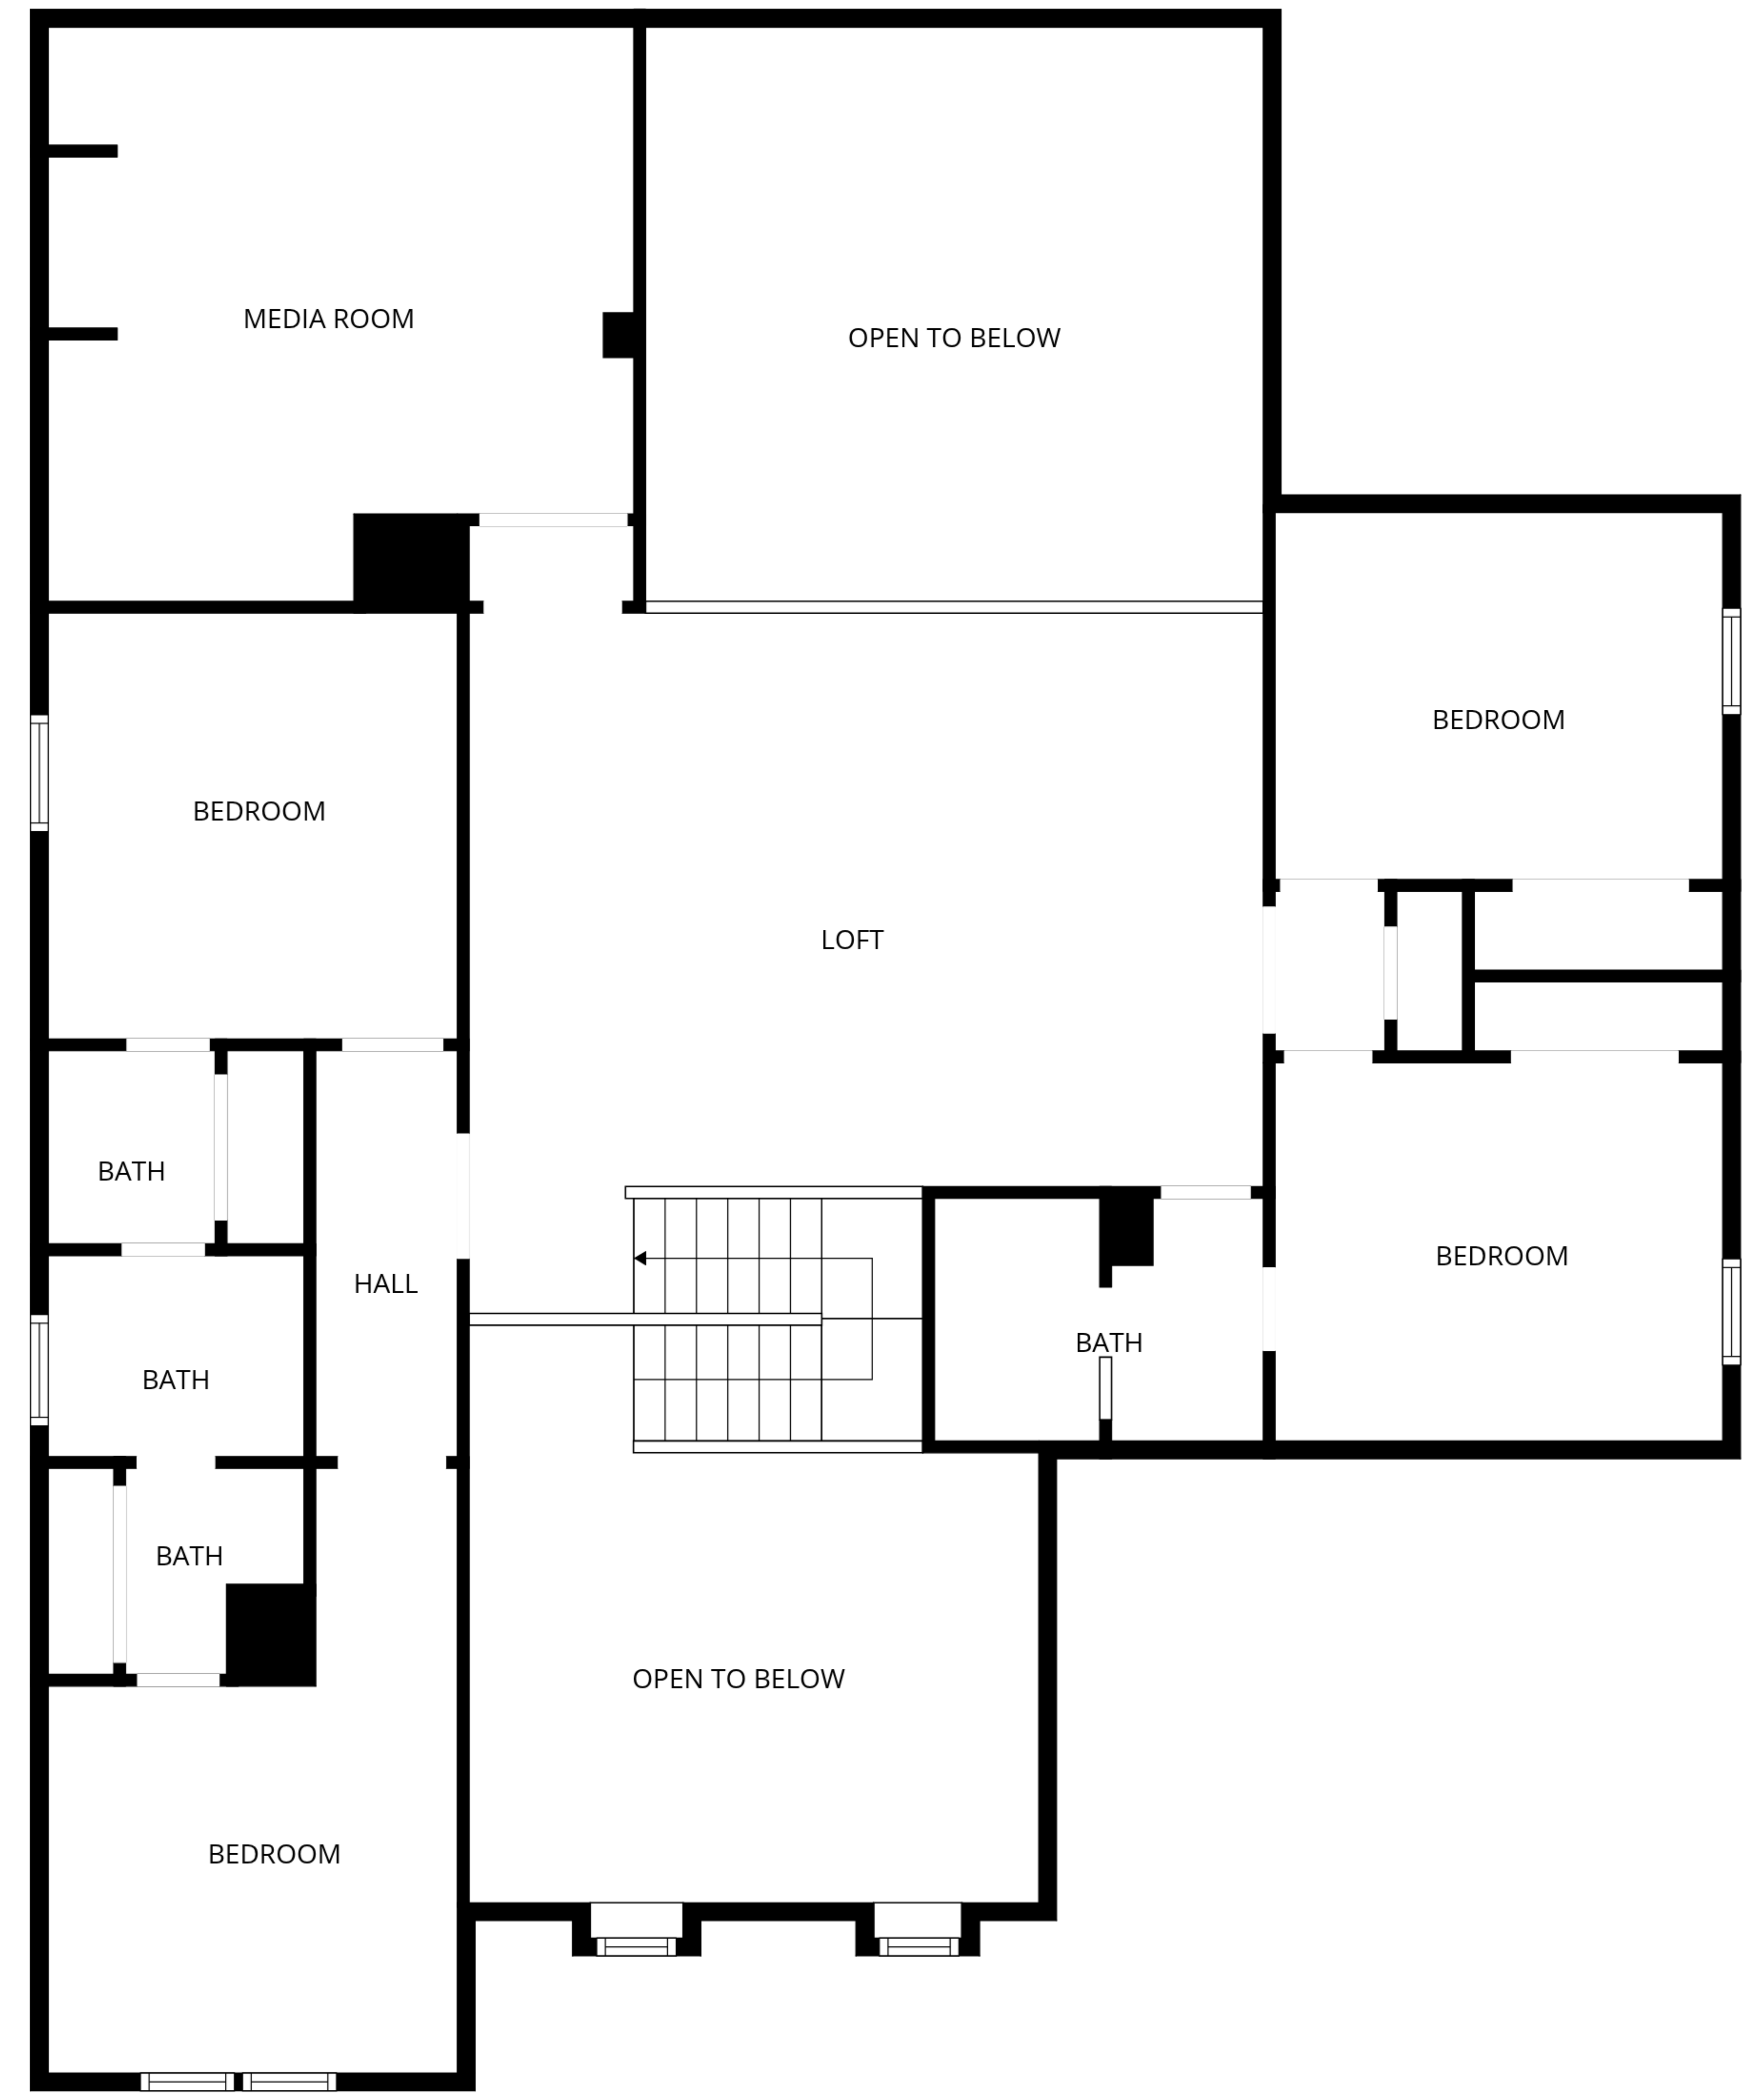 MEDIA ROOM
OPEN TO BELOW
BEDROOM
BEDROOM
LOFT
BATH
BEDROOM
HALL
BATH
BATH
BATH
OPEN TO BELOW
BEDROOM